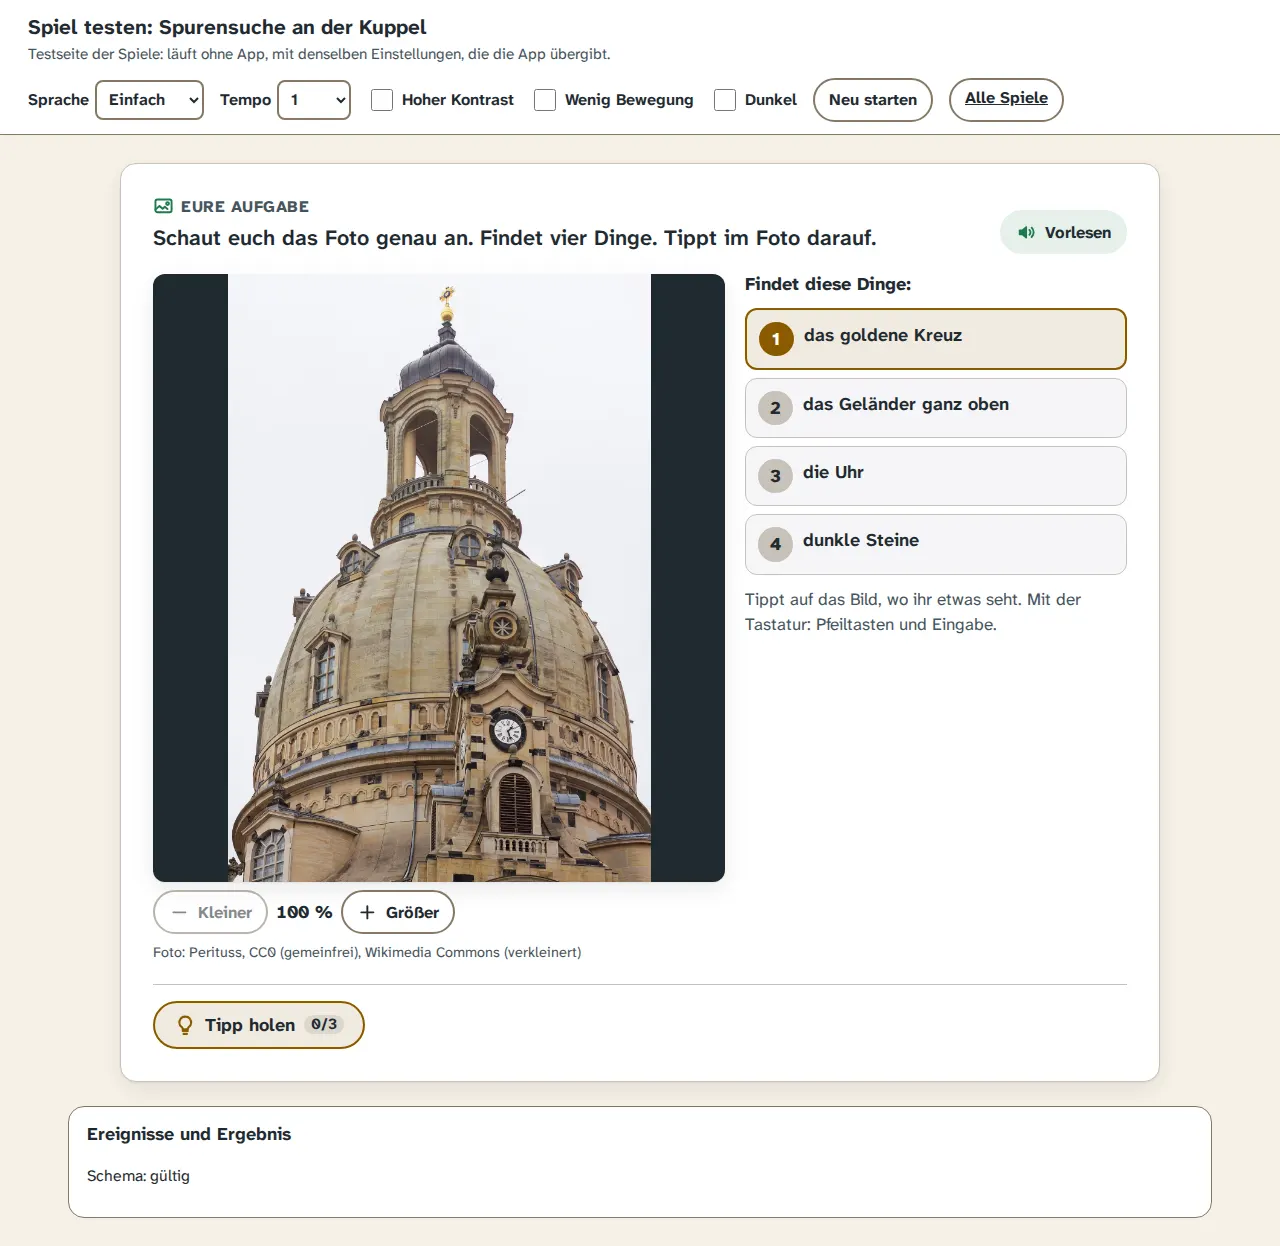 Spiel testen: Spurensuche an der Kuppel
Testseite der Spiele: läuft ohne App, mit denselben Einstellungen, die die App übergibt.
Sprache Einfach Tempo 1 Hoher Kontrast Wenig Bewegung Dunkel Neu starten Alle Spiele
EURE AUFGABE
Schaut euch das Foto genau an. Findet vier Dinge. Tippt im Foto darauf.
Vorlesen
Findet diese Dinge:
1 das goldene Kreuz
2 das Geländer ganz oben
3 die Uhr
4 dunkle Steine
Tippt auf das Bild, wo ihr etwas seht. Mit der
Tastatur: Pfeiltasten und Eingabe.
Kleiner 100 % Größer
Foto: Perituss, CC0 (gemeinfrei), Wikimedia Commons (verkleinert)
Tipp holen 0/3
Ereignisse und Ergebnis
Schema: gültig